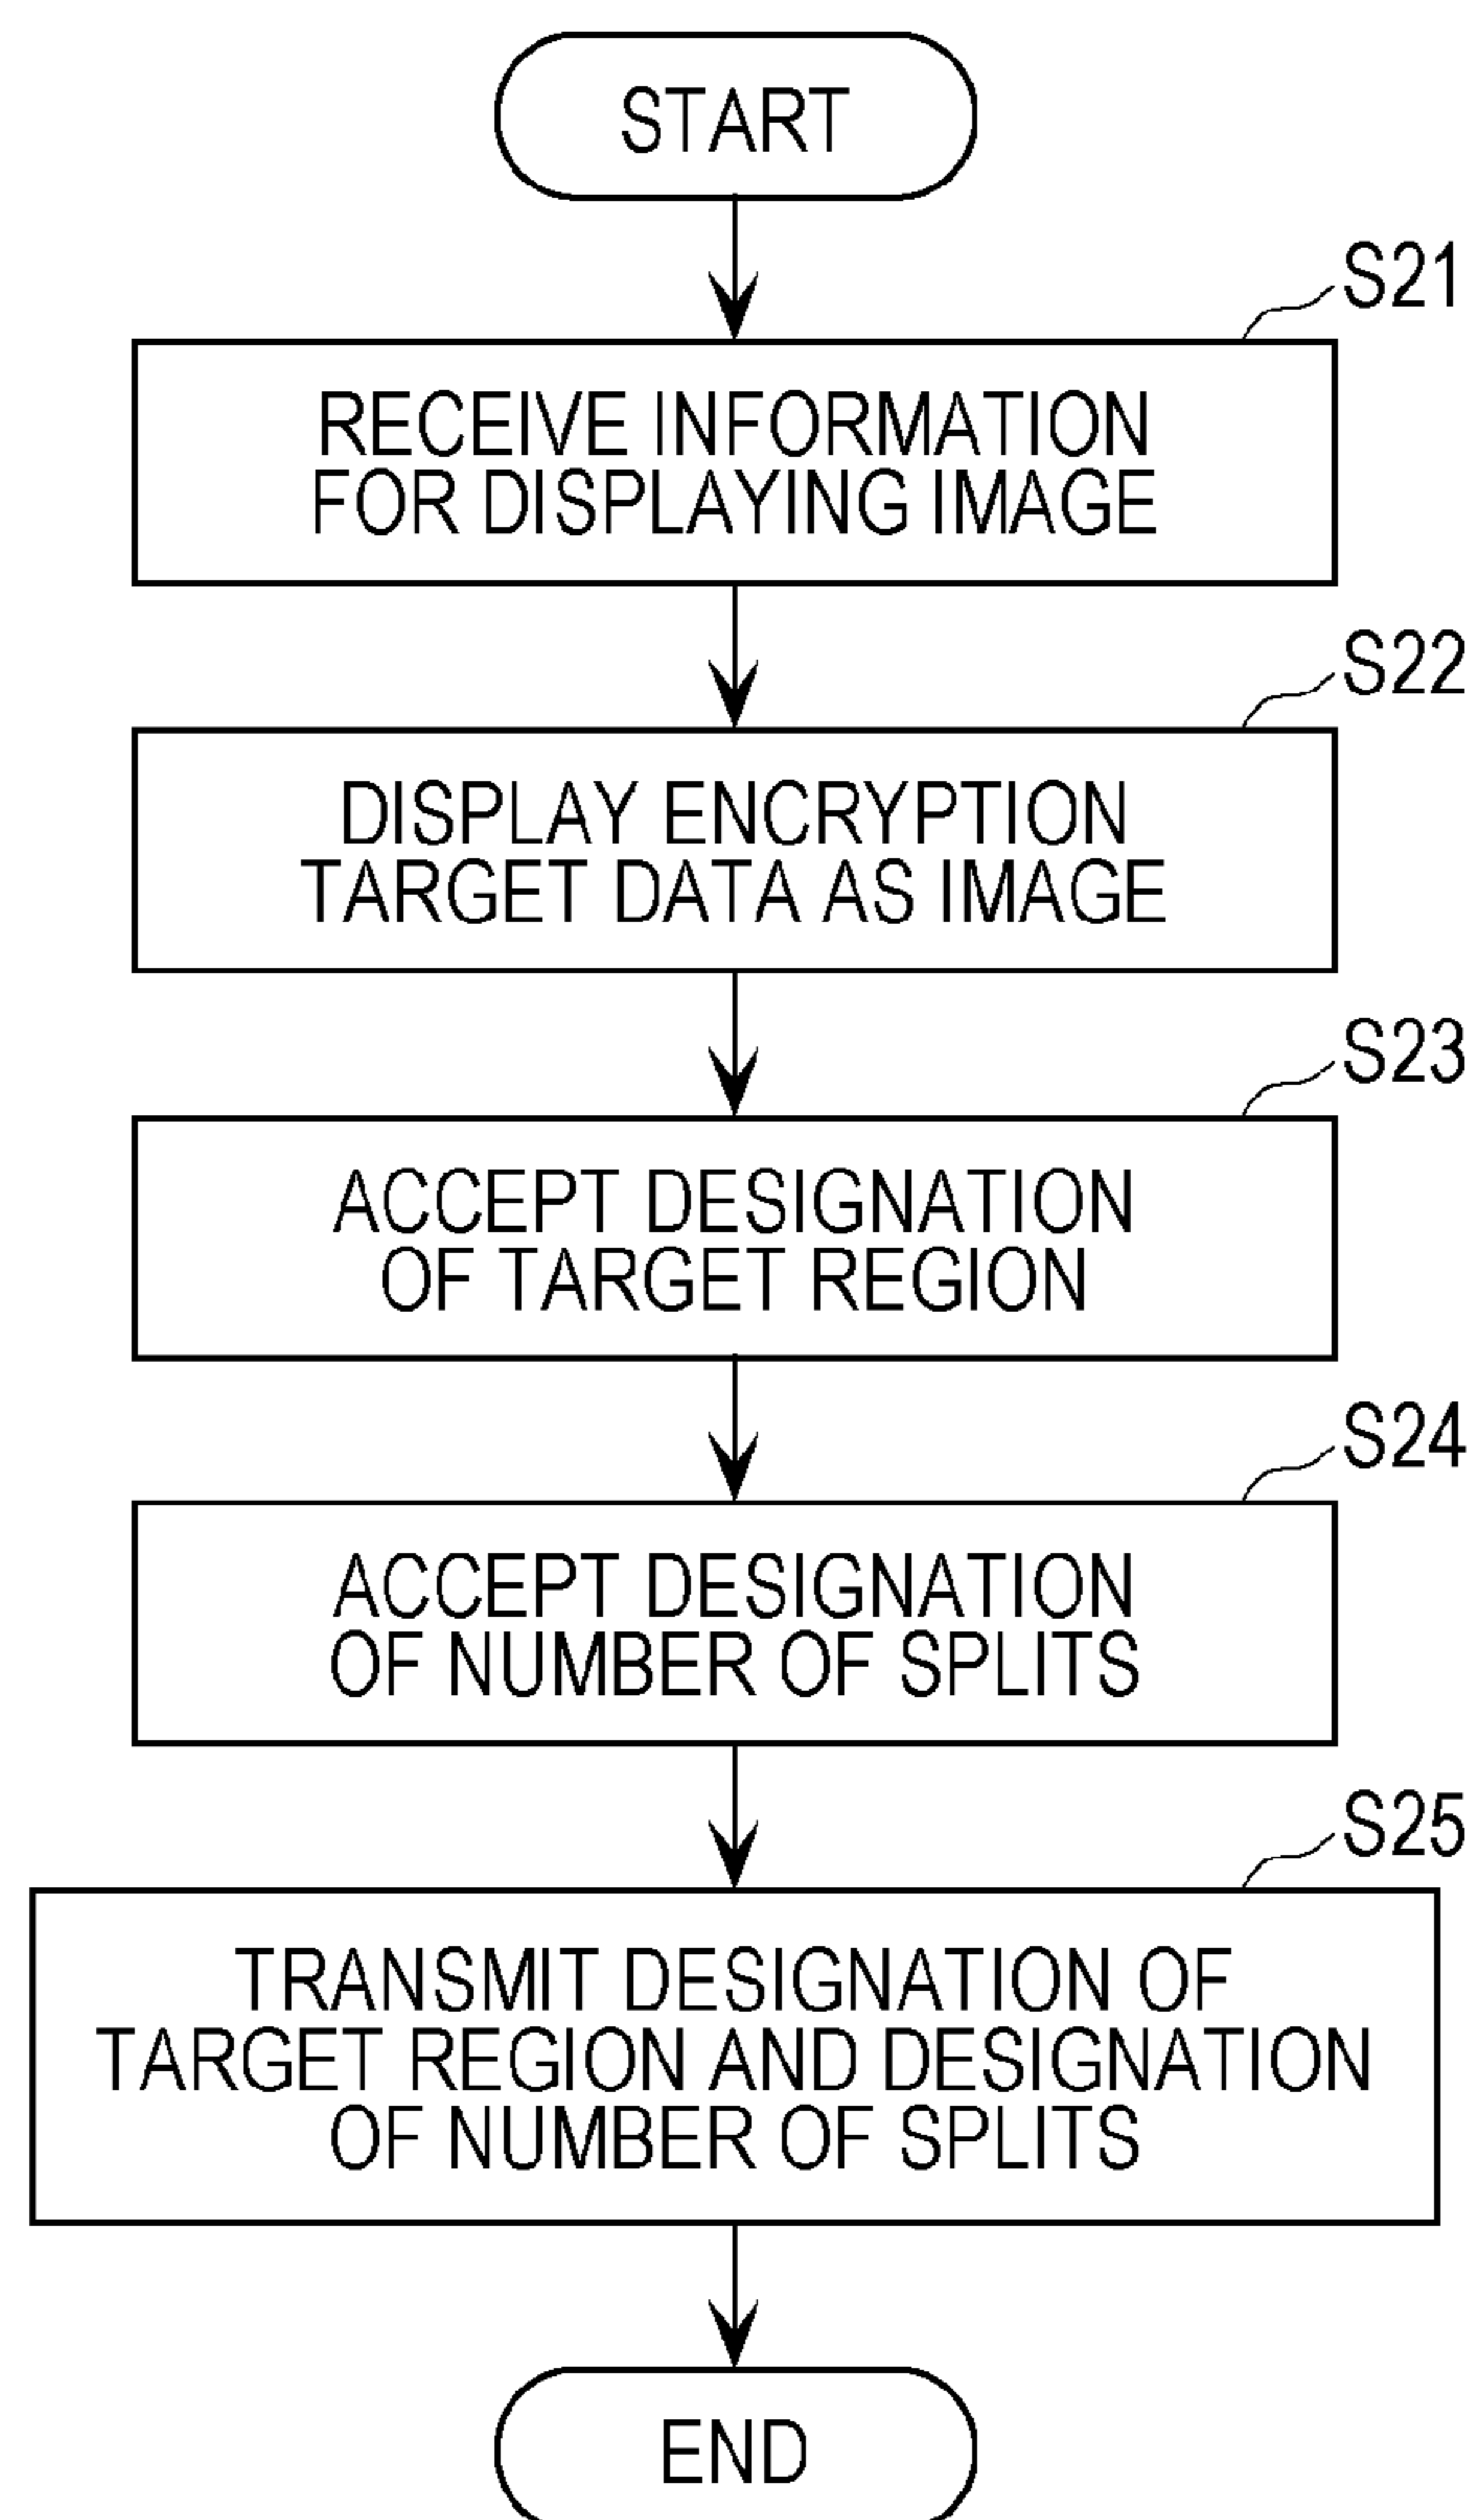 START
S21
RECEIVE INFORMATION
FOR DISPLAYING IMAGE
S22
DISPLAY ENCRYPTION
TARGET DATA AS IMAGE
S23
ACCEPT DESIGNATION
OF TARGET REGION
S24
ACCEPT DESIGNATION
OF NUMBER OF SPLITS
S25
TRANSMIT DESIGNATION OF
TARGET REGION AND DESIGNATION
OF NUMBER OF SPLITS
END